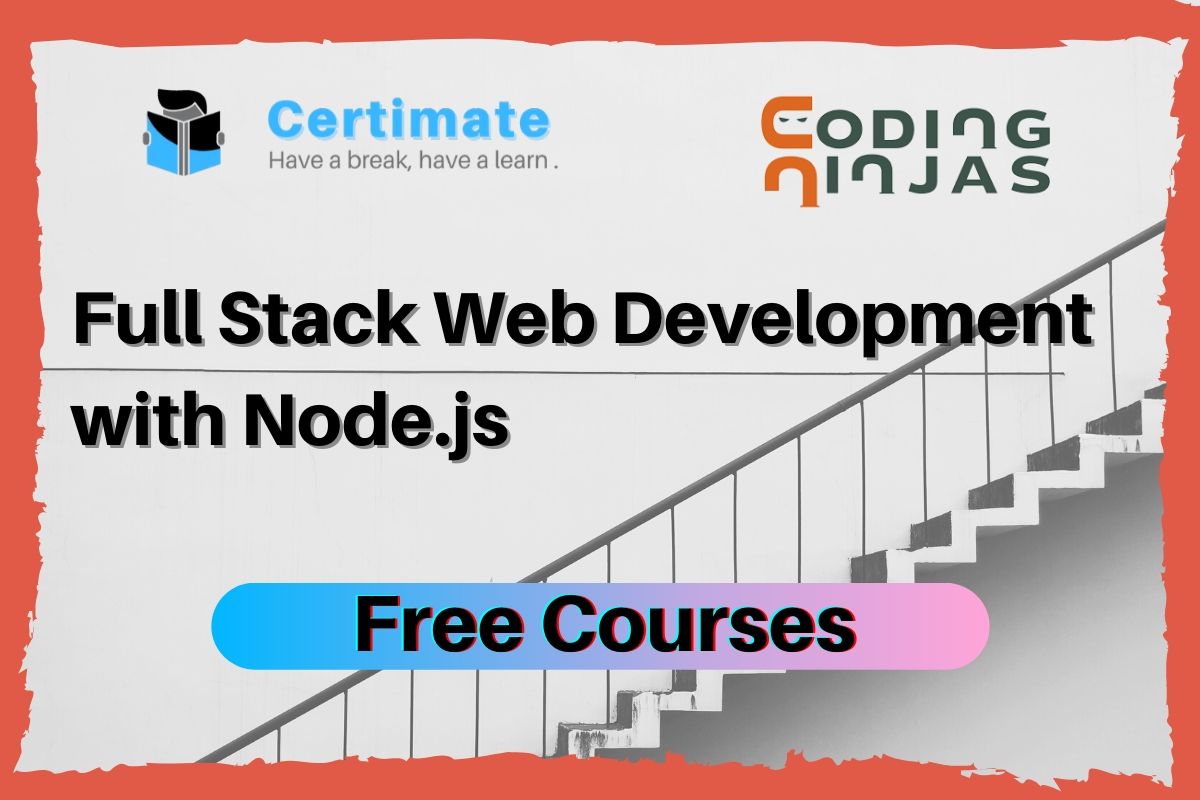 Certimate
Have a break, have a learn .
CODING
NINJAS
Full Stack Web Development
with Node.js
Free Courses